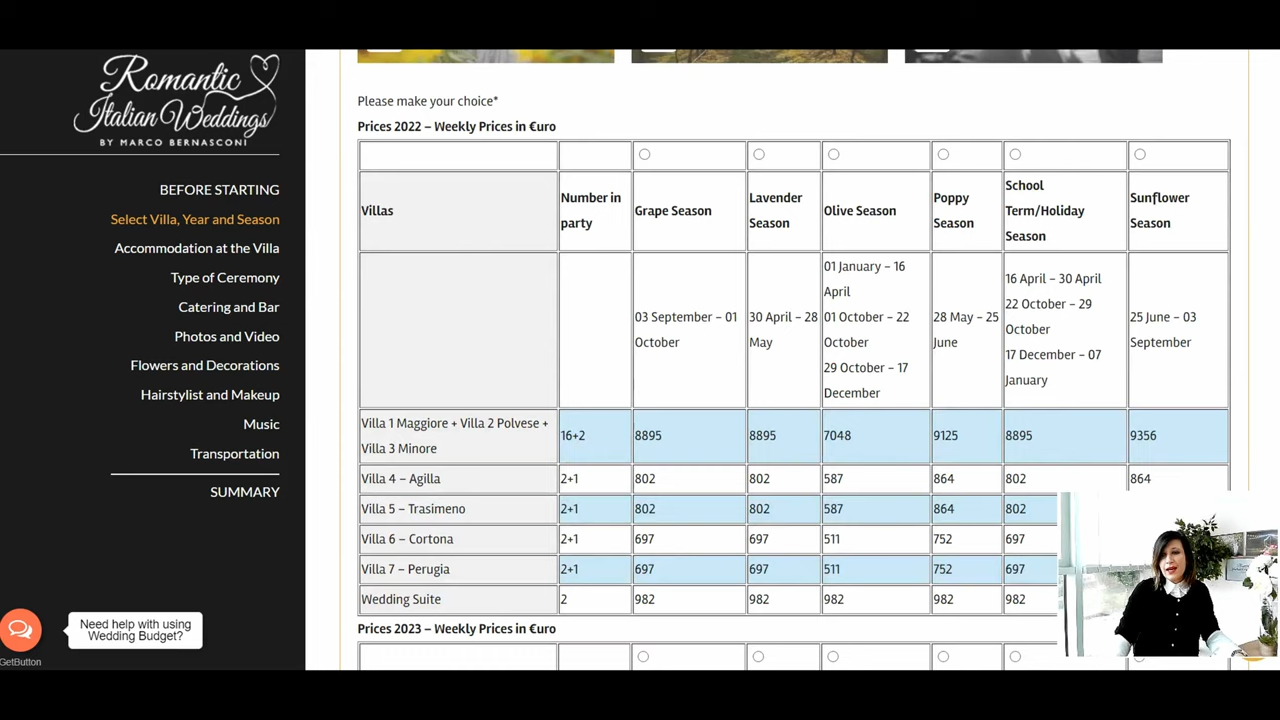 Romantic
Italian Weddings
BY MARCO BERNASCONI
BEFORE STARTING
Select Villa, Year and Season
Accommodation at the Villa
Type of Ceremony
Catering and Bar
Photos and Video
Flowers and Decorations
Hairstylist and Makeup
Music
Transportation
SUMMARY
Need help with using
Wedding Budget?
GetButton
Please make your choice*
Prices 2022 – Weekly Prices in €uro
Villas
Number in
party
Grape Season
Lavender
Season
Olive Season
Poppy
Season
School
Term/Holiday
Season
Sunflower
Season
03 September – 01
October
30 April – 28
May
01 January – 16
April
01 October – 22
October
29 October – 17
December
28 May – 25
June
16 April – 30 April
22 October – 29
October
17 December – 07
January
25 June – 03
September
Villa 1 Maggiore + Villa 2 Polvese +
Villa 3 Minore
16+2 8895 8895 7048 9125 8895 9356
Villa 4 – Agilla 2+1 802 802 587 864 802 864
Villa 5 – Trasimeno 2+1 802 802 587 864 802
Villa 6 – Cortona 2+1 697 697 511 752 697
Villa 7 – Perugia 2+1 697 697 511 752 697
Wedding Suite 2 982 982 982 982 982
Prices 2023 – Weekly Prices in €uro